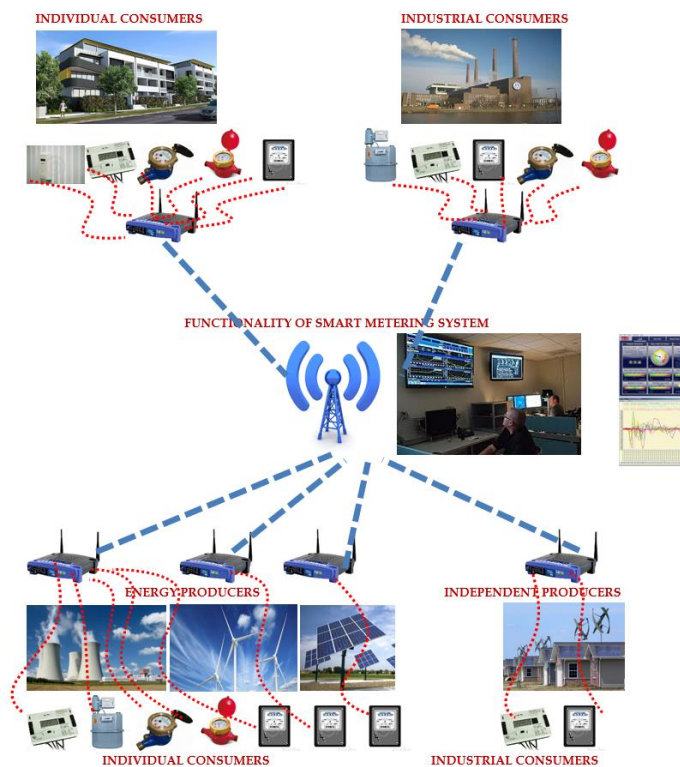 INDIVIDUAL CONSUMERS
INDUSTRIAL CONSUMERS
FUNCTIONALITY OF SMART METERING SYSTEM
ENERGY PRODUCERS
INDEPENDENT PRODUCERS
INDIVIDUAL CONSUMERS
INDUSTRIAL CONSUMERS